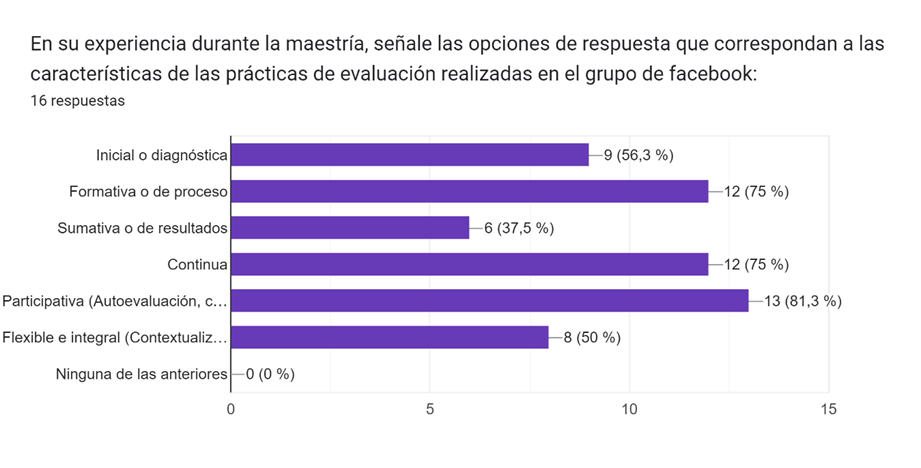 En su experiencia durante la maestría, señale las opciones de respuesta que correspondan a las
características de las prácticas de evaluación realizadas en el grupo de facebook:
16 respuestas
Inicial o diagnóstica 9 (56,3 %)
Formativa o de proceso 12 (75 %)
Sumativa o de resultados 6 (37,5 %)
Continua 12 (75 %)
Participativa (Autoevaluación, c… 13 (81,3 %)
Flexible e integral (Contextualiz… 8 (50 %)
Ninguna de las anteriores 0 (0 %)
0 5 10 15